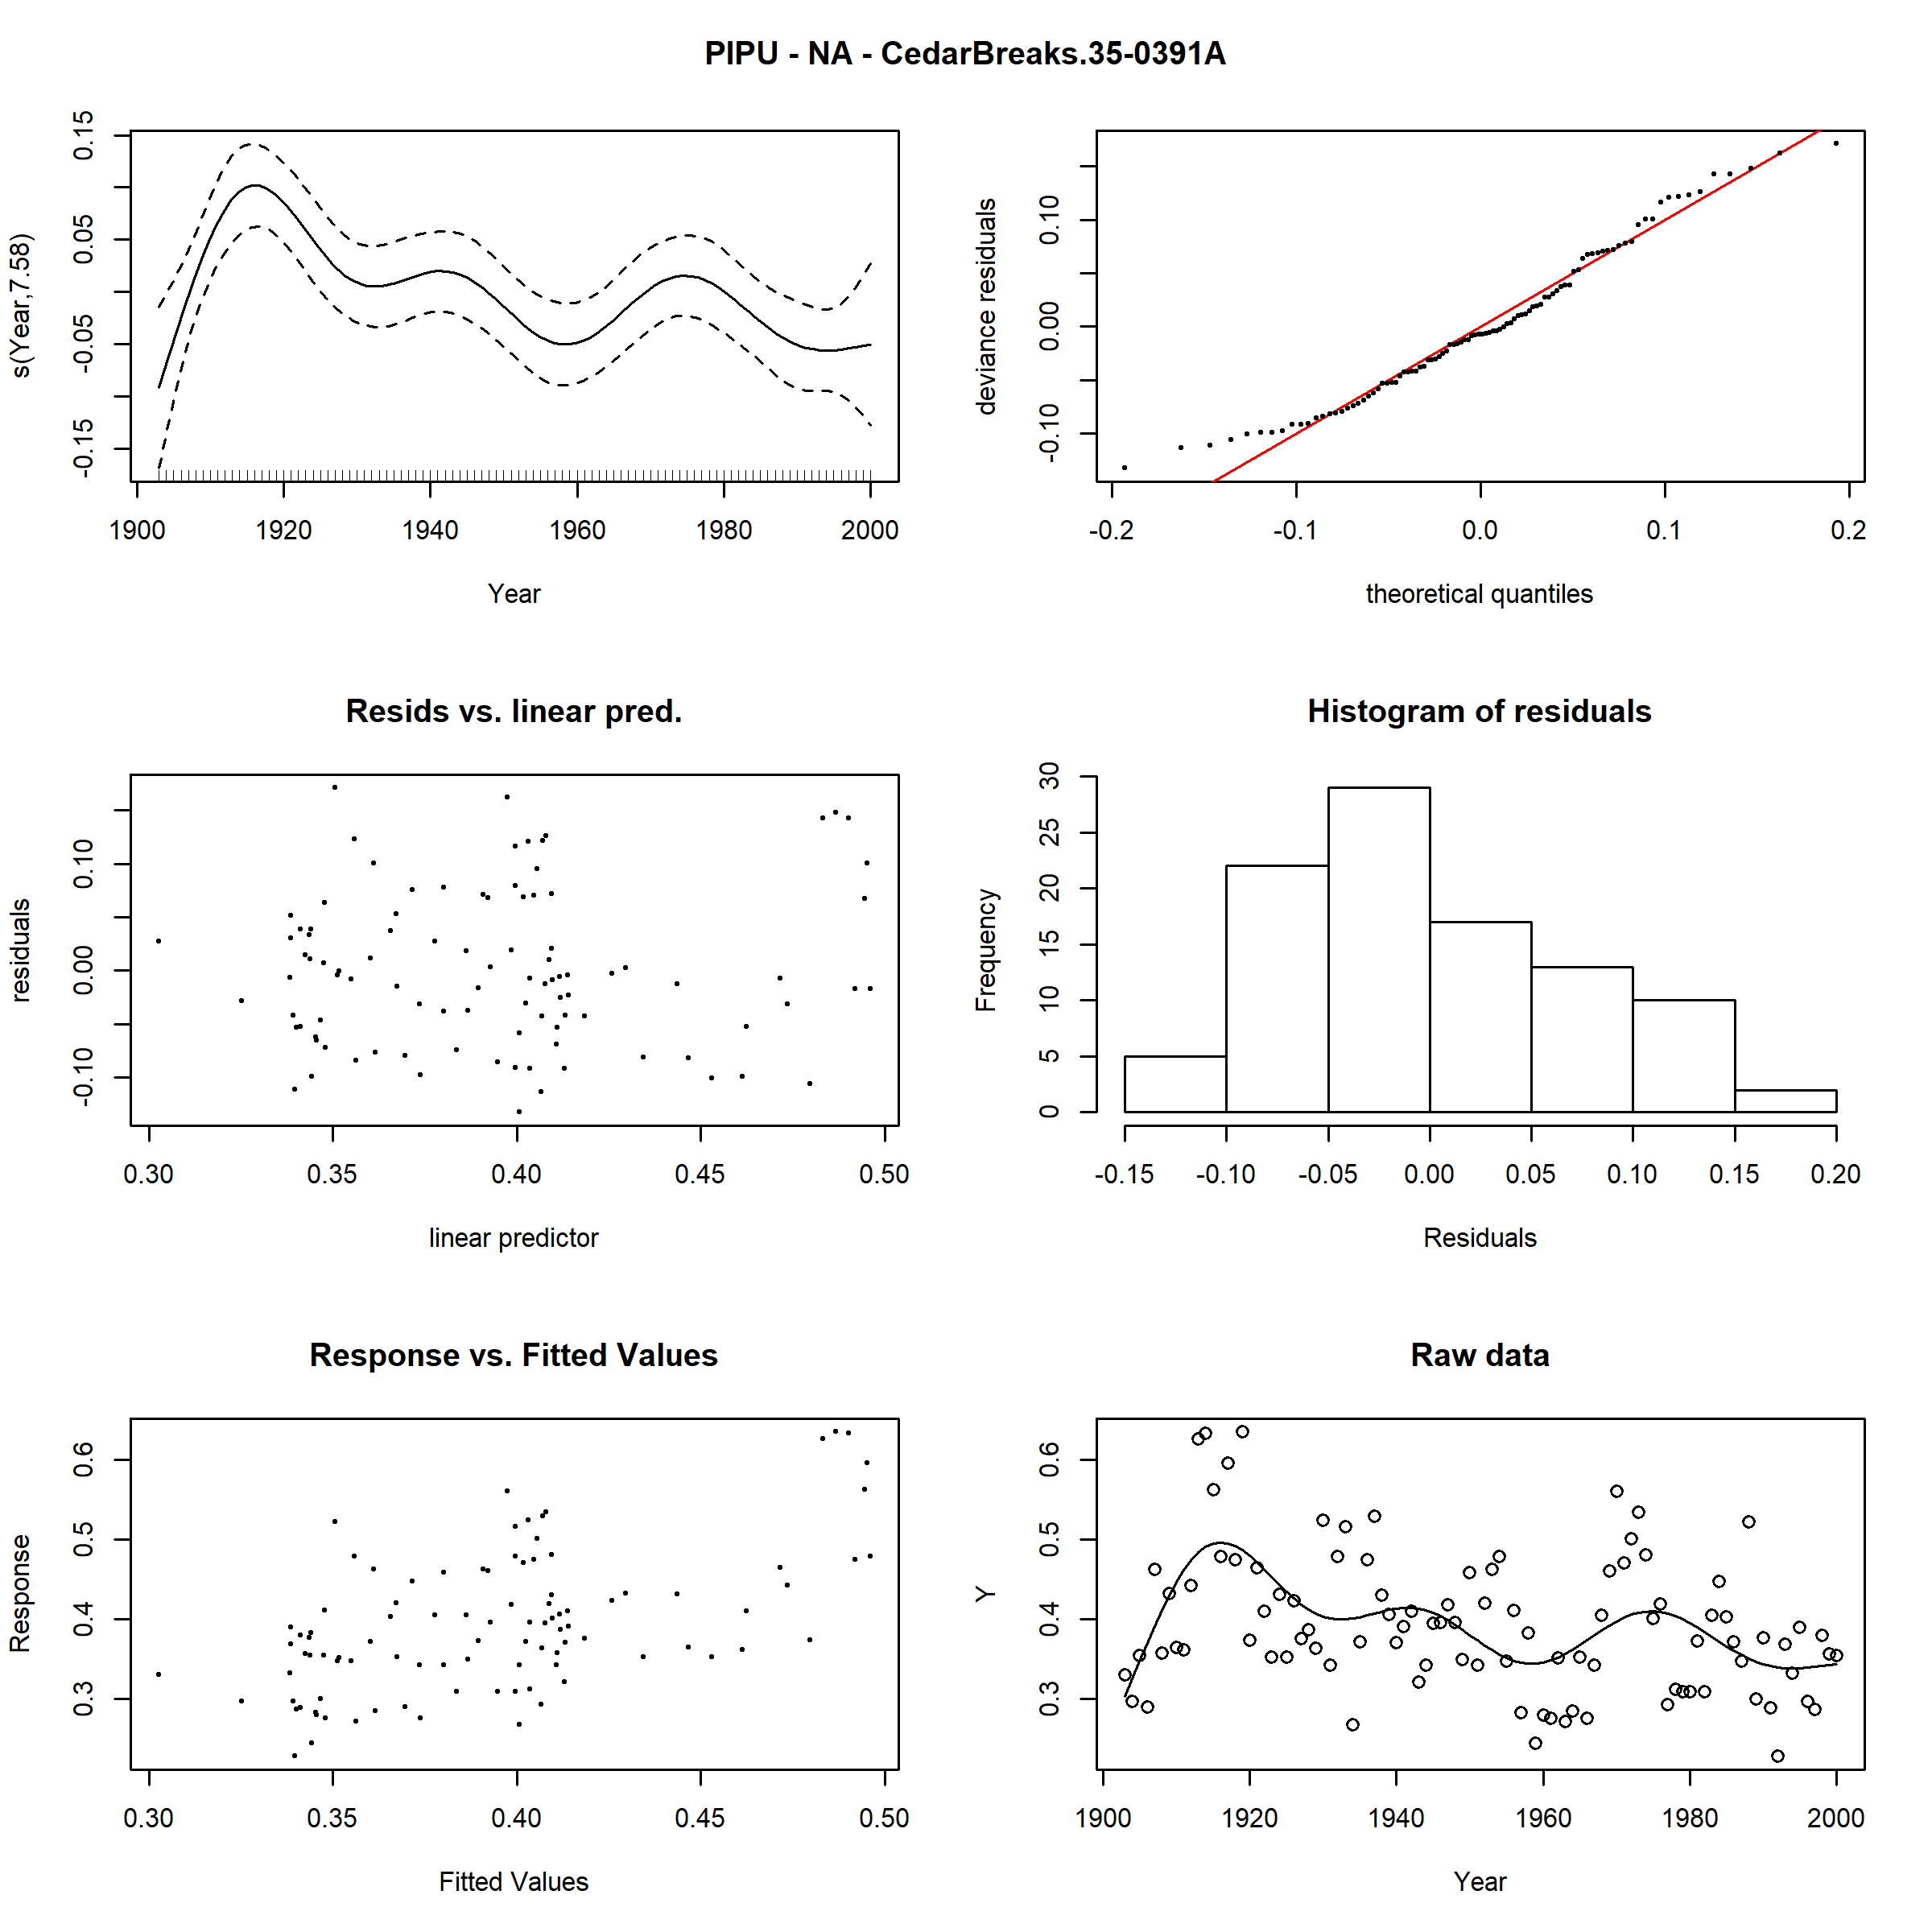 PIPU - NA - CedarBreaks.35-0391A
s(Year,7.58)
-0.15 -0.05 0.05 0.15
1900 1920 1940 1960 1980 2000
Year
deviance residuals
-0.10 0.00 0.10
-0.2 -0.1 0.0 0.1 0.2
theoretical quantiles
Resids vs. linear pred.
residuals
-0.10 0.00 0.10
0.30 0.35 0.40 0.45 0.50
linear predictor
Histogram of residuals
Frequency
0 5 10 15 20 25 30
-0.15 -0.10 -0.05 0.00 0.05 0.10 0.15 0.20
Residuals
Response vs. Fitted Values
Response
0.3 0.4 0.5 0.6
0.30 0.35 0.40 0.45 0.50
Fitted Values
Raw data
Y
0.3 0.4 0.5 0.6
1900 1920 1940 1960 1980 2000
Year